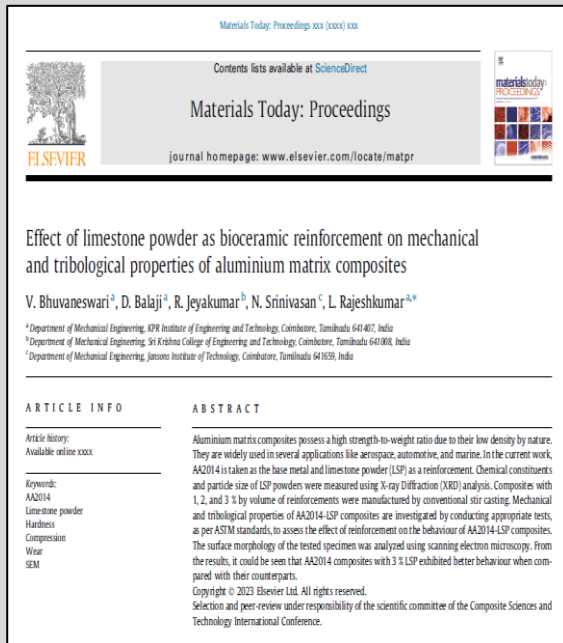 Materials Today: Proceedings xxx (xxxx) xxx
Contents lists available at ScienceDirect
Materials Today: Proceedings
journal homepage: www.elsevier.com/locate/matpr
ELSEVIER
materialstoday:
PROCEEDINGS
Effect of limestone powder as bioceramic reinforcement on mechanical
and tribological properties of aluminium matrix composites
V. Bhuvaneswari a, D. Balaji a, R. Jeyakumar b, N. Srinivasan c, L. Rajeshkumar a,*
a Department of Mechanical Engineering, KPR Institute of Engineering and Technology, Coimbatore, Tamilnadu 641407, India
b Department of Mechanical Engineering, Sri Krishna College of Engineering and Technology, Coimbatore, Tamilnadu 641008, India
c Department of Mechanical Engineering, Jansons Institute of Technology, Coimbatore, Tamilnadu 641659, India
ARTICLE INFO
Article history:
Available online xxxx
Keywords:
AA2014
Limestone powder
Hardness
Compression
Wear
SEM
ABSTRACT
Aluminium matrix composites possess a high strength-to-weight ratio due to their low density by nature.
They are widely used in several applications like aerospace, automotive, and marine. In the current work,
AA2014 is taken as the base metal and limestone powder (LSP) as a reinforcement. Chemical constituents
and particle size of LSP powders were measured using X-ray Diffraction (XRD) analysis. Composites with
1, 2, and 3 % by volume of reinforcements were manufactured by conventional stir casting. Mechanical
and tribological properties of AA2014-LSP composites are investigated by conducting appropriate tests,
as per ASTM standards, to assess the effect of reinforcement on the behaviour of AA2014-LSP composites.
The surface morphology of the tested specimen was analyzed using scanning electron microscopy. From
the results, it could be seen that AA2014 composites with 3 % LSP exhibited better behaviour when com-
pared with their counterparts.
Copyright © 2023 Elsevier Ltd. All rights reserved.
Selection and peer-review under responsibility of the scientific committee of the Composite Sciences and
Technology International Conference.